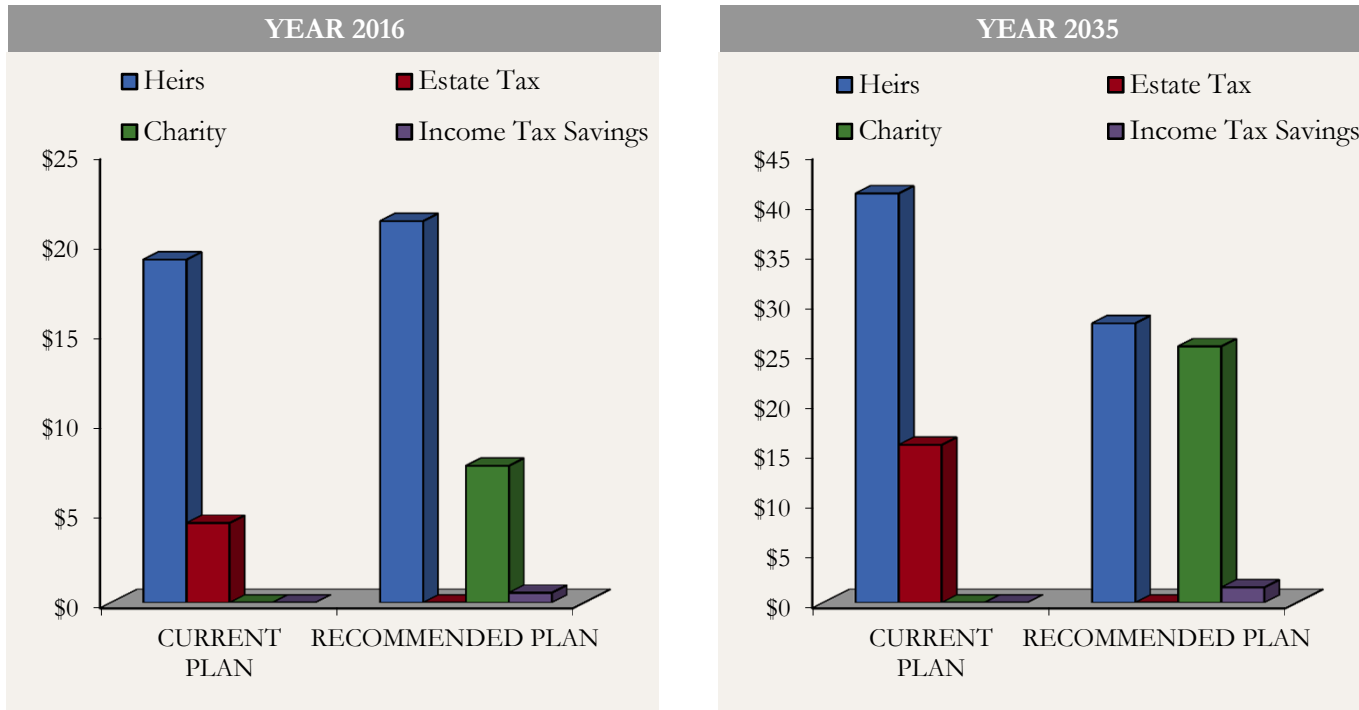 YEAR 2016
Heirs
Estate Tax
Charity
Income Tax Savings
$25
$20
$15
$10
$5
$0
CURRENT
PLAN
RECOMMENDED PLAN
YEAR 2035
Heirs
Estate Tax
Charity
Income Tax Savings
$45
$40
$35
$30
$25
$20
$15
$10
$5
$0
CURRENT
PLAN
RECOMMENDED PLAN